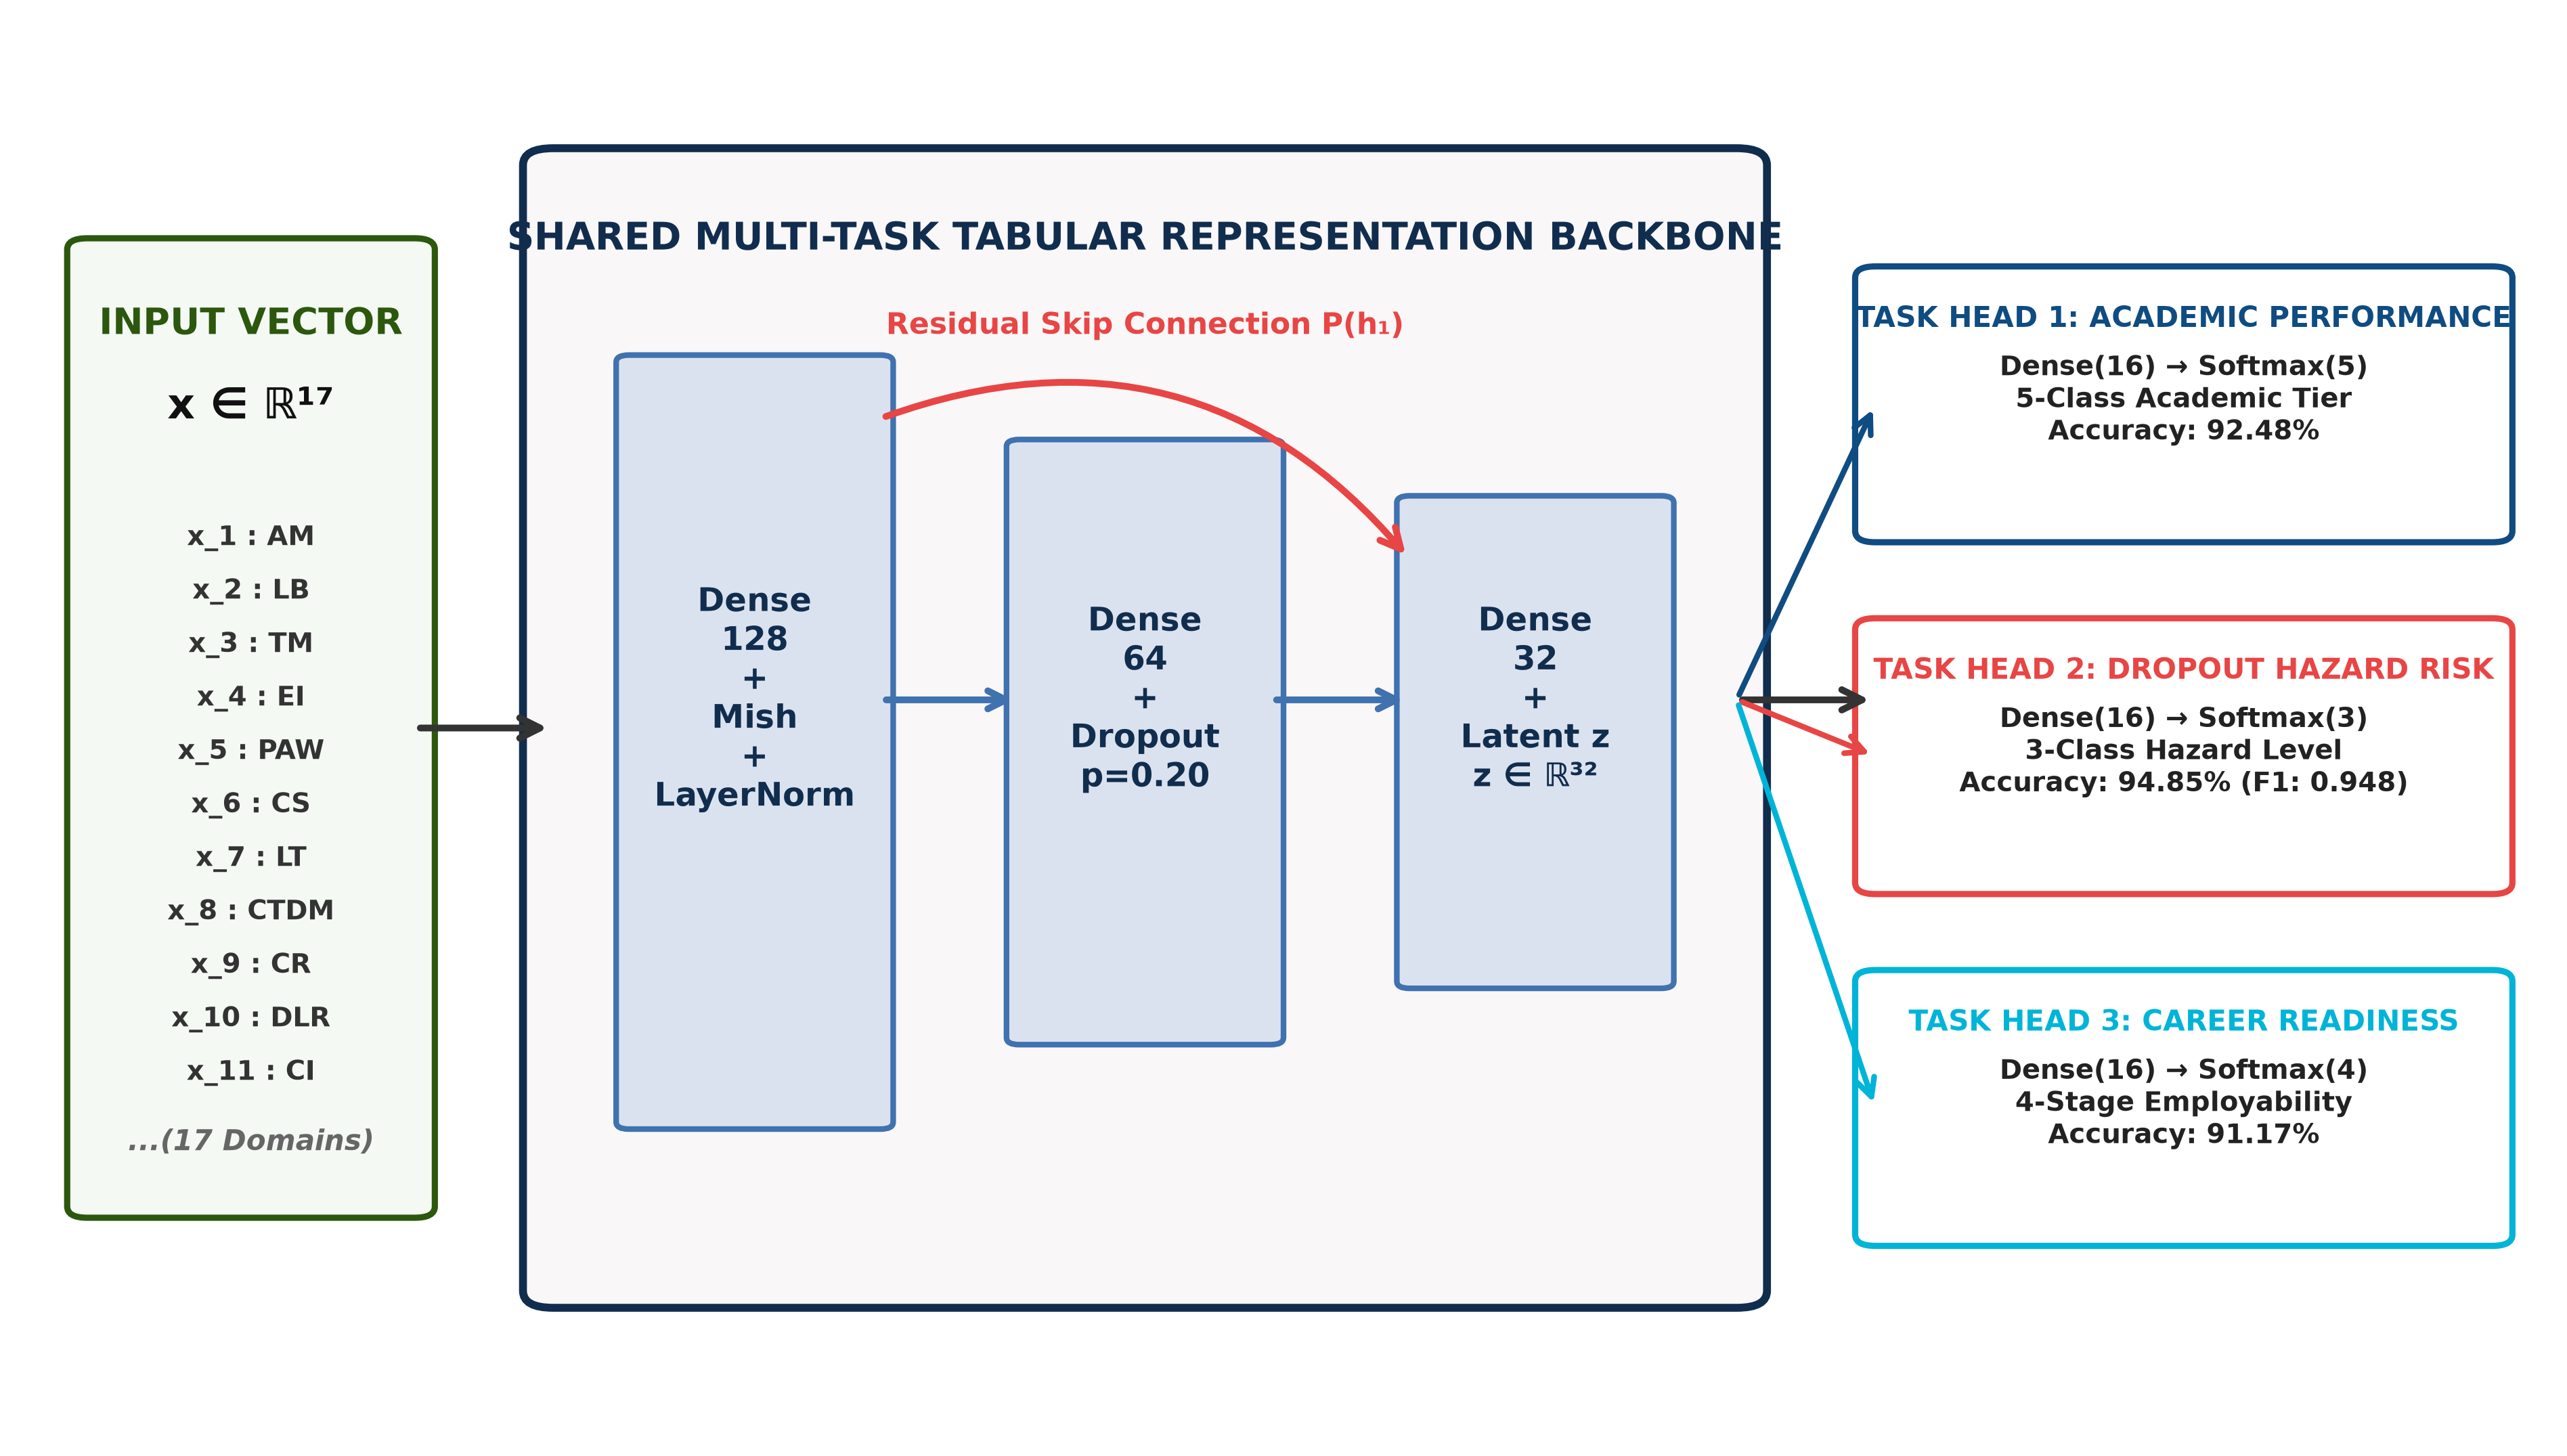 INPUT VECTOR
x ∈ ℝ¹⁷
x_1 : AM
x_2 : LB
x_3 : TM
x_4 : EI
x_5 : PAW
x_6 : CS
x_7 : LT
x_8 : CTDM
x_9 : CR
x_10 : DLR
x_11 : CI
...(17 Domains)
SHARED MULTI-TASK TABULAR REPRESENTATION BACKBONE
Residual Skip Connection P(h₁)
Dense
128
+
Mish
+
LayerNorm
Dense
64
+
Dropout
p=0.20
Dense
32
+
Latent z
z ∈ ℝ³²
TASK HEAD 1: ACADEMIC PERFORMANCE
Dense(16) → Softmax(5)
5-Class Academic Tier
Accuracy: 92.48%
TASK HEAD 2: DROPOUT HAZARD RISK
Dense(16) → Softmax(3)
3-Class Hazard Level
Accuracy: 94.85% (F1: 0.948)
TASK HEAD 3: CAREER READINESS
Dense(16) → Softmax(4)
4-Stage Employability
Accuracy: 91.17%